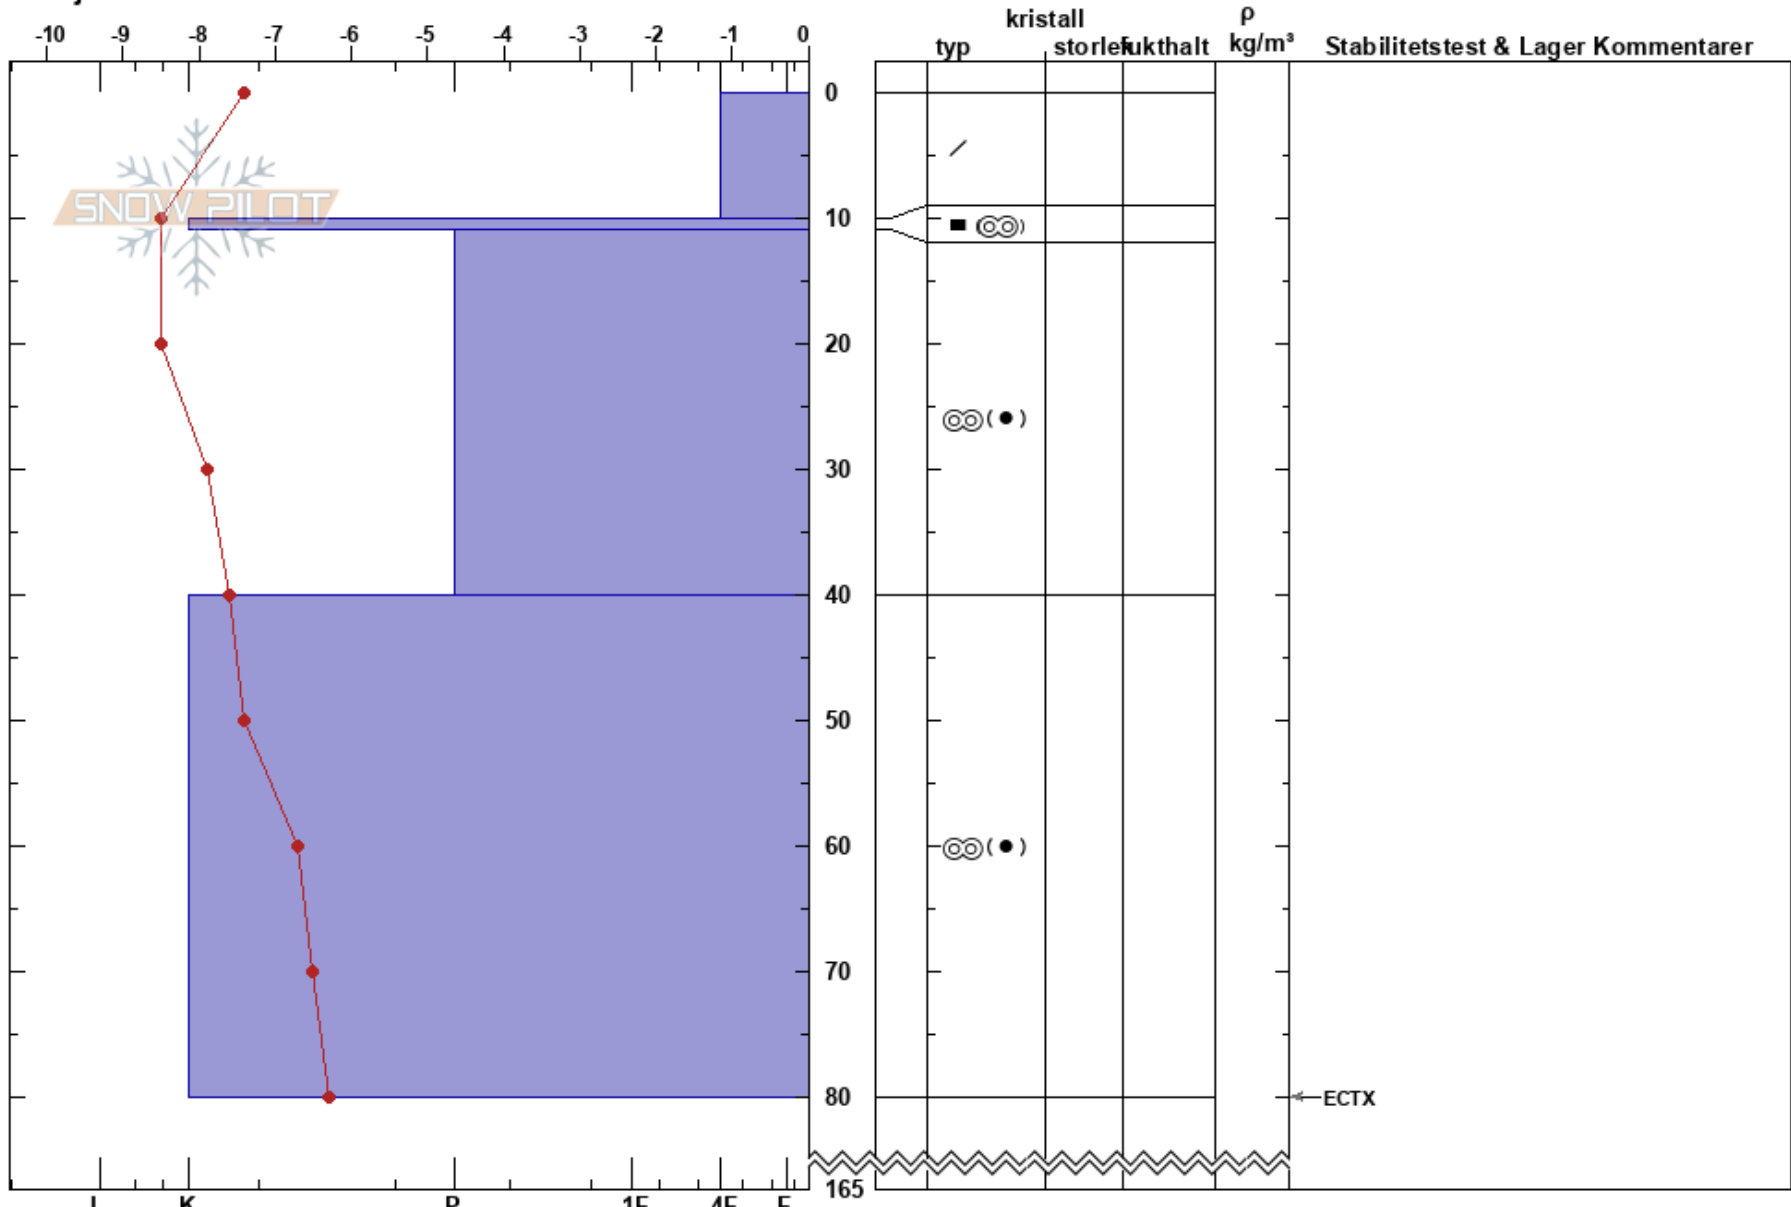 -10 -9 -8 -7 -6 -5 -4 -3 -2 -1 0
kristall
typ storlek fukthalt
ρ
kg/m³
Stabilitetstest & Lager Kommentarer
SNOW PILOT
0
10
20
30
40
50
60
70
80
ECTX
165
I K P 1F 4F F